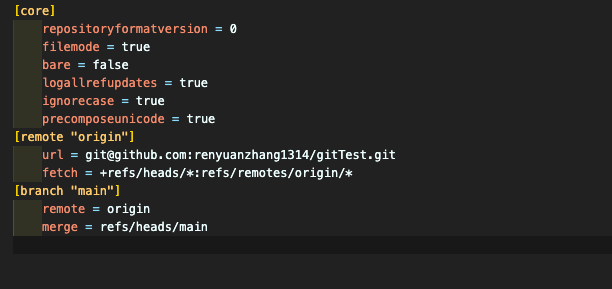 [core]
repositoryformatversion = 0
filemode = true
bare = false
logallrefupdates = true
ignorecase = true
precomposeunicode = true
[remote "origin"]
url = git@github.com:renyuanzhang1314/gitTest.git
fetch = +refs/heads/*:refs/remotes/origin/*
[branch "main"]
remote = origin
merge = refs/heads/main